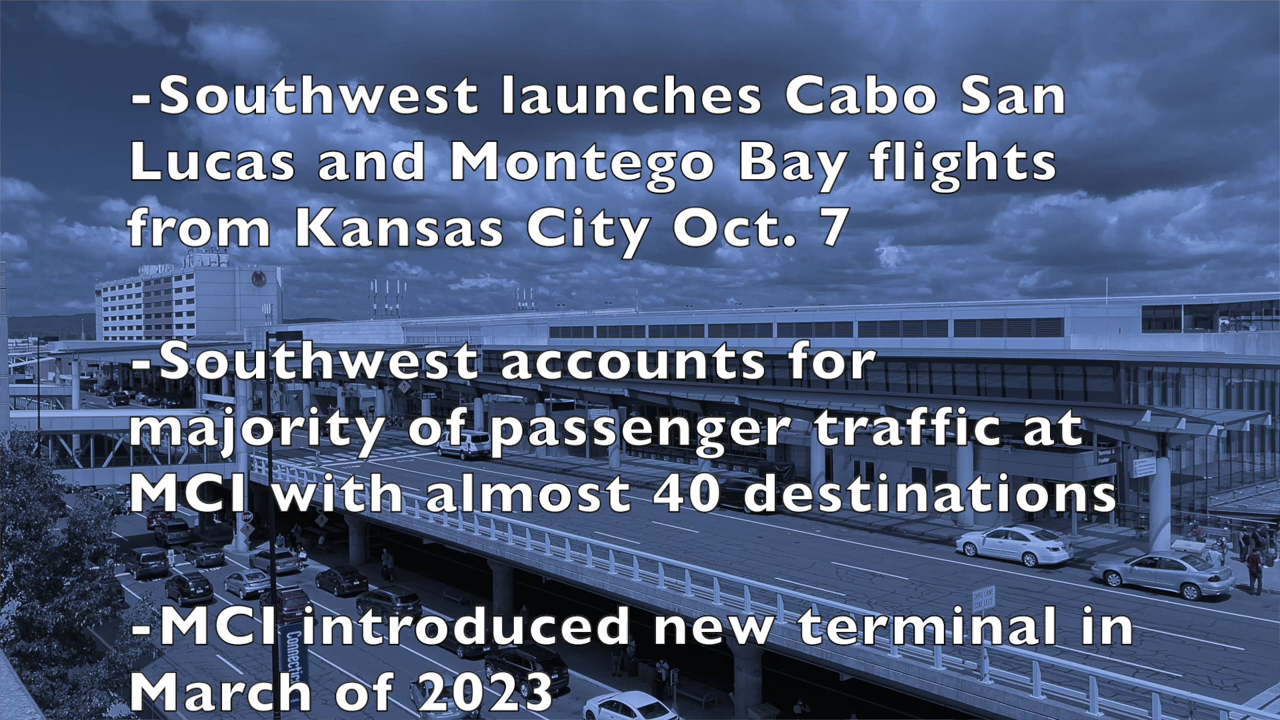 -Southwest launches Cabo San
Lucas and Montego Bay flights
from Kansas City Oct. 7
-Southwest accounts for
majority of passenger traffic at
MCI with almost 40 destinations
-MCI introduced new terminal in
March of 2023